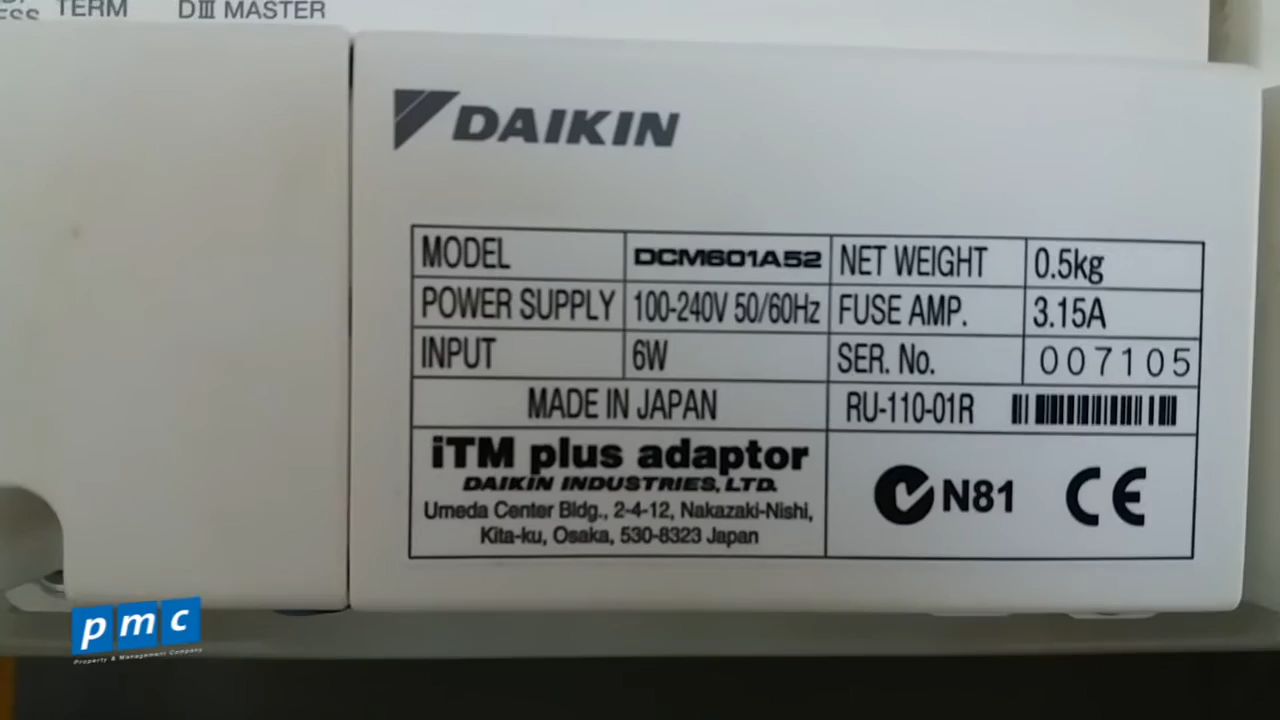 TERM DⅢ MASTER
ESS
DAIKIN
MODEL DCM601A52 NET WEIGHT 0.5kg
POWER SUPPLY 100-240V 50/60Hz FUSE AMP. 3.15A
INPUT 6W SER. No. 007105
MADE IN JAPAN RU-110-01R
iTM plus adaptor
DAIKIN INDUSTRIES, LTD.
Umeda Center Bldg., 2-4-12, Nakazaki-Nishi,
Kita-ku, Osaka, 530-8323 Japan
N81 CE
pmc
Property & Management Company